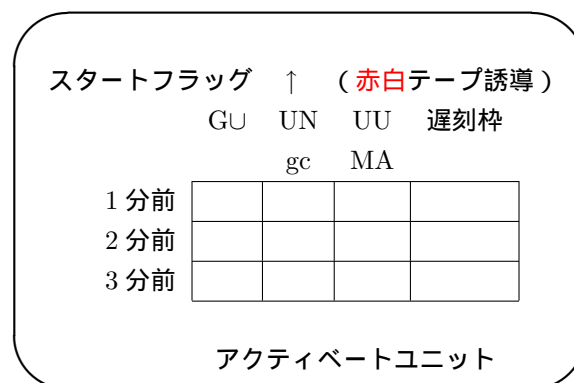 スタートフラッグ ↑ (赤白テープ誘導)
G∪ UN UU 遅刻枠
gc MA
1分前
2分前
3分前
アクティベートユニット